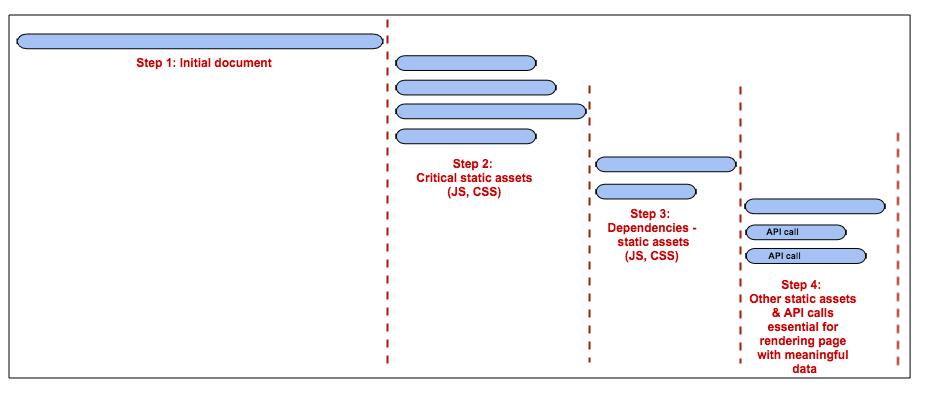 Step 1: Initial document
Step 2:
Critical static assets
(JS, CSS)
Step 3:
Dependencies -
static assets
(JS, CSS)
API call
API call
Step 4:
Other static assets
& API calls
essential for
rendering page
with meaningful
data